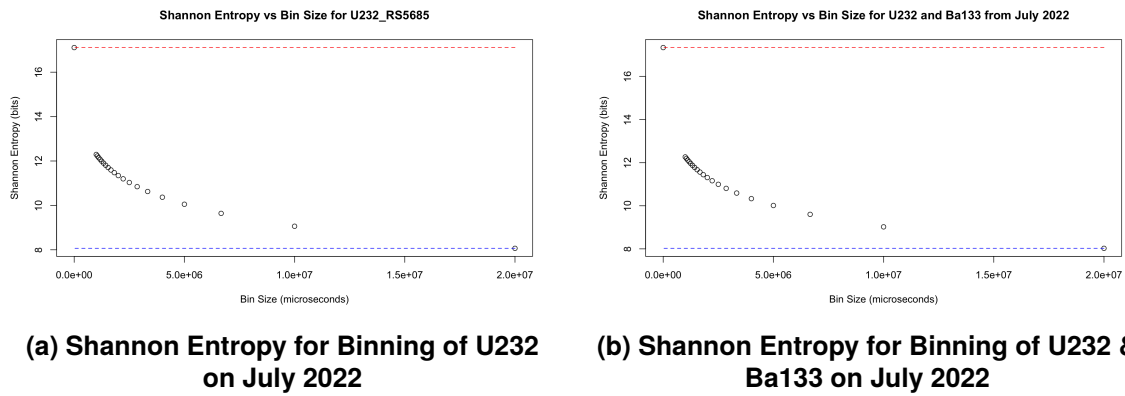 Shannon Entropy vs Bin Size for U232_RS5685
Shannon Entropy (bits)
16
14
12
10
8
0.0e+00 5.0e+06 1.0e+07 1.5e+07 2.0e+07
Bin Size (microseconds)
(a) Shannon Entropy for Binning of U232
on July 2022
Shannon Entropy vs Bin Size for U232 and Ba133 from July 2022
Shannon Entropy (bits)
16
14
12
10
8
0.0e+00 5.0e+06 1.0e+07 1.5e+07 2.0e+07
Bin Size (microseconds)
(b) Shannon Entropy for Binning of U232 &
Ba133 on July 2022